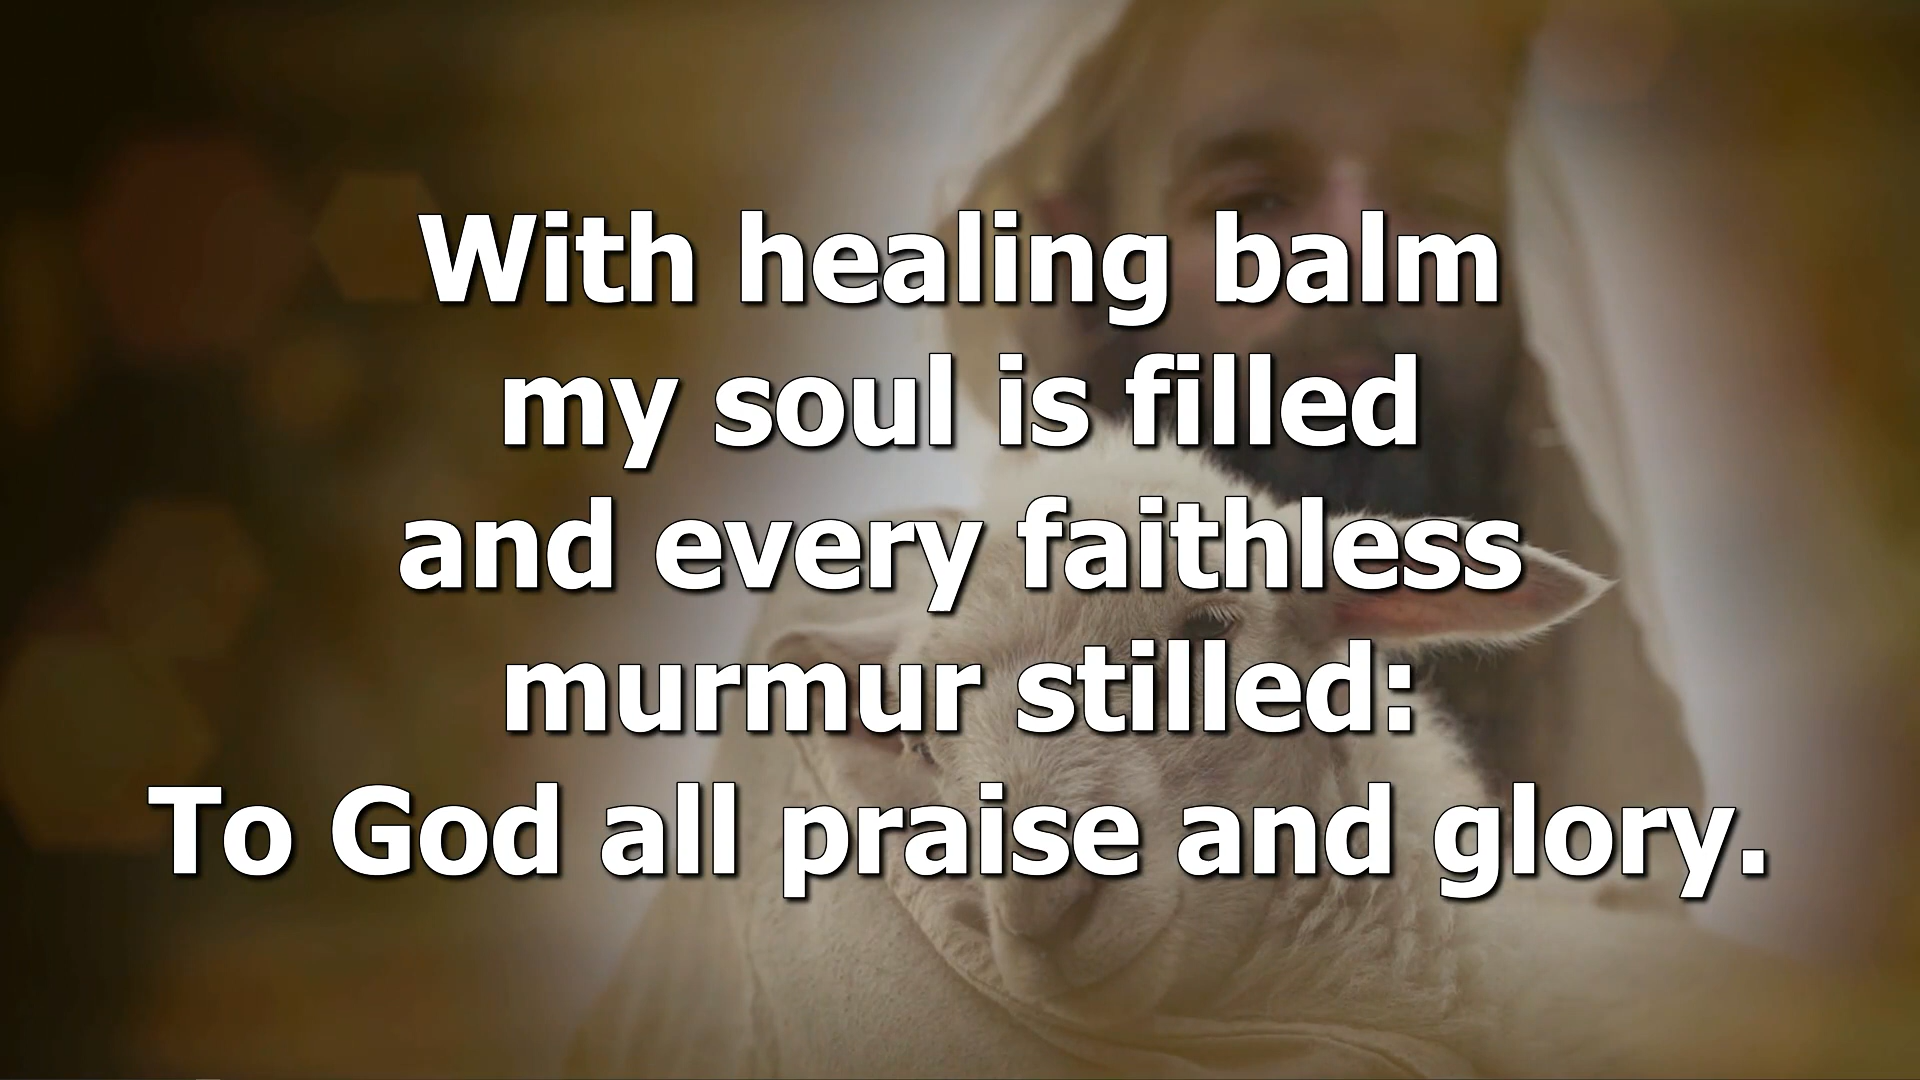 With healing balm
my soul is filled
and every faithless
murmur stilled:
To God all praise and glory.